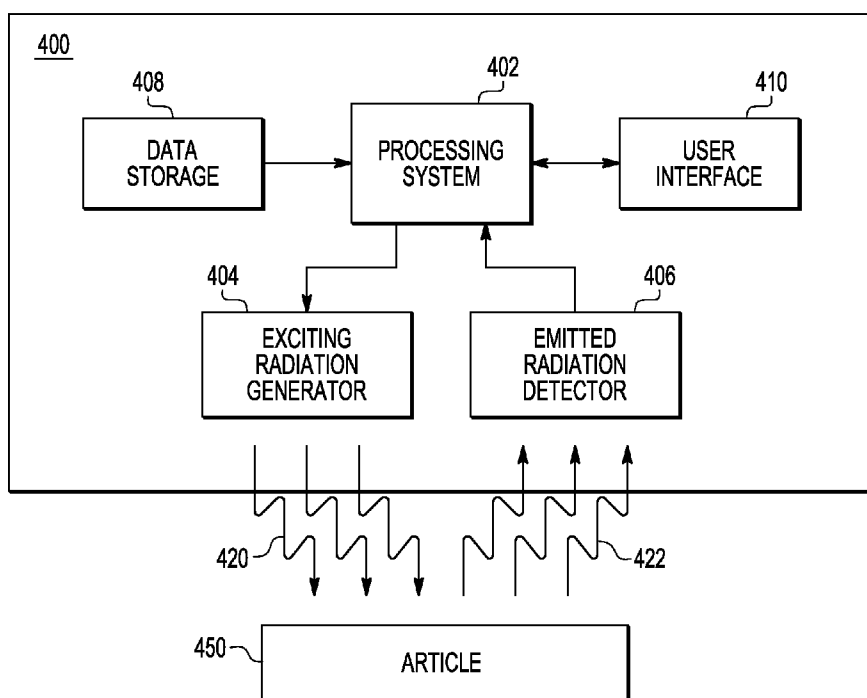 400
408
402
410
DATA
STORAGE
PROCESSING
SYSTEM
USER
INTERFACE
404
406
EXCITING
RADIATION
GENERATOR
EMITTED
RADIATION
DETECTOR
420
422
450
ARTICLE